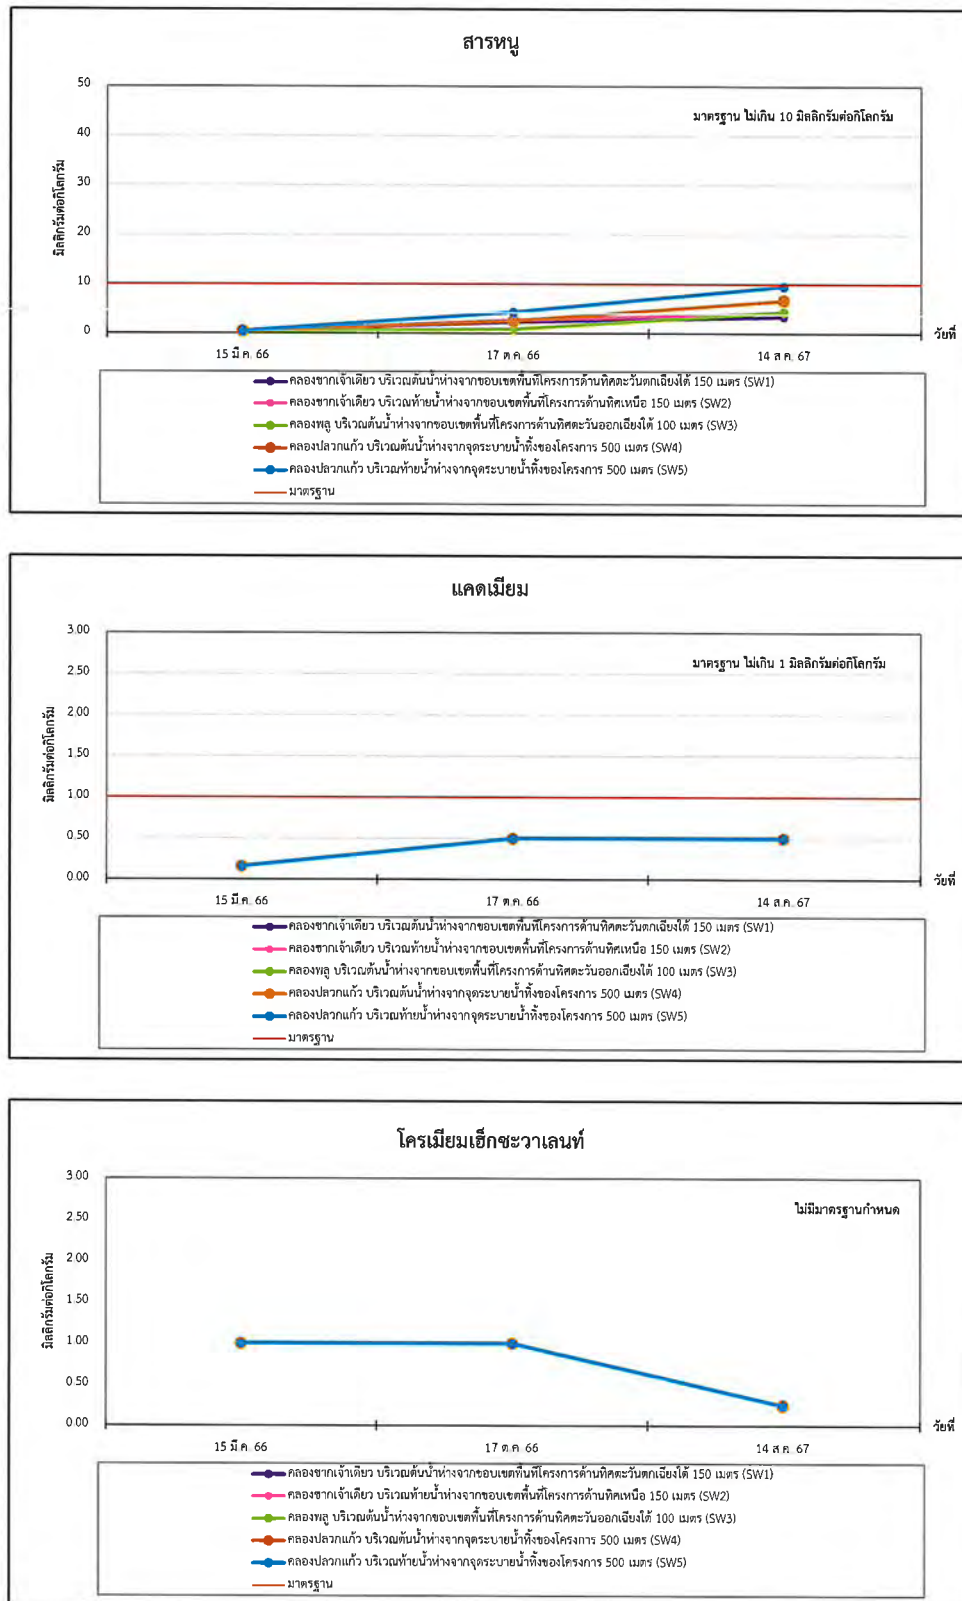 สารหนู
50
มาตรฐาน ไม่เกิน 10 มิลลิกรัมต่อกิโลกรัม
40
30
20
10
0
มิลลิกรัมต่อกิโลกรัม
วันที่
15 มี.ค. 66
17 ต.ค. 66
14 ส.ค. 67
คลองชากเจ้าเดียว บริเวณต้นน้ำห่างจากขอบเขตพื้นที่โครงการด้านทิศตะวันตกเฉียงใต้ 150 เมตร (SW1)
คลองชากเจ้าเดียว บริเวณท้ายน้ำห่างจากขอบเขตพื้นที่โครงการด้านทิศเหนือ 150 เมตร (SW2)
คลองพลู บริเวณต้นน้ำห่างจากขอบเขตพื้นที่โครงการด้านทิศตะวันออกเฉียงใต้ 100 เมตร (SW3)
คลองปลวกแก้ว บริเวณต้นน้ำห่างจากจุดระบายน้ำทิ้งของโครงการ 500 เมตร (SW4)
คลองปลวกแก้ว บริเวณท้ายน้ำห่างจากจุดระบายน้ำทิ้งของโครงการ 500 เมตร (SW5)
มาตรฐาน
แคดเมียม
3.00
มาตรฐาน ไม่เกิน 1 มิลลิกรัมต่อกิโลกรัม
2.50
2.00
1.50
1.00
0.50
0.00
มิลลิกรัมต่อกิโลกรัม
วันที่
15 มี.ค. 66
17 ต.ค. 66
14 ส.ค. 67
คลองชากเจ้าเดียว บริเวณต้นน้ำห่างจากขอบเขตพื้นที่โครงการด้านทิศตะวันตกเฉียงใต้ 150 เมตร (SW1)
คลองชากเจ้าเดียว บริเวณท้ายน้ำห่างจากขอบเขตพื้นที่โครงการด้านทิศเหนือ 150 เมตร (SW2)
คลองพลู บริเวณต้นน้ำห่างจากขอบเขตพื้นที่โครงการด้านทิศตะวันออกเฉียงใต้ 100 เมตร (SW3)
คลองปลวกแก้ว บริเวณต้นน้ำห่างจากจุดระบายน้ำทิ้งของโครงการ 500 เมตร (SW4)
คลองปลวกแก้ว บริเวณท้ายน้ำห่างจากจุดระบายน้ำทิ้งของโครงการ 500 เมตร (SW5)
มาตรฐาน
โครเมียมเฮ็กซะวาเลนท์
3.00
ไม่มีมาตรฐานกำหนด
2.50
2.00
1.50
1.00
0.50
0.00
มิลลิกรัมต่อกิโลกรัม
วันที่
15 มี.ค. 66
17 ต.ค. 66
14 ส.ค. 67
คลองชากเจ้าเดียว บริเวณต้นน้ำห่างจากขอบเขตพื้นที่โครงการด้านทิศตะวันตกเฉียงใต้ 150 เมตร (SW1)
คลองชากเจ้าเดียว บริเวณท้ายน้ำห่างจากขอบเขตพื้นที่โครงการด้านทิศเหนือ 150 เมตร (SW2)
คลองพลู บริเวณต้นน้ำห่างจากขอบเขตพื้นที่โครงการด้านทิศตะวันออกเฉียงใต้ 100 เมตร (SW3)
คลองปลวกแก้ว บริเวณต้นน้ำห่างจากจุดระบายน้ำทิ้งของโครงการ 500 เมตร (SW4)
คลองปลวกแก้ว บริเวณท้ายน้ำห่างจากจุดระบายน้ำทิ้งของโครงการ 500 เมตร (SW5)
มาตรฐาน